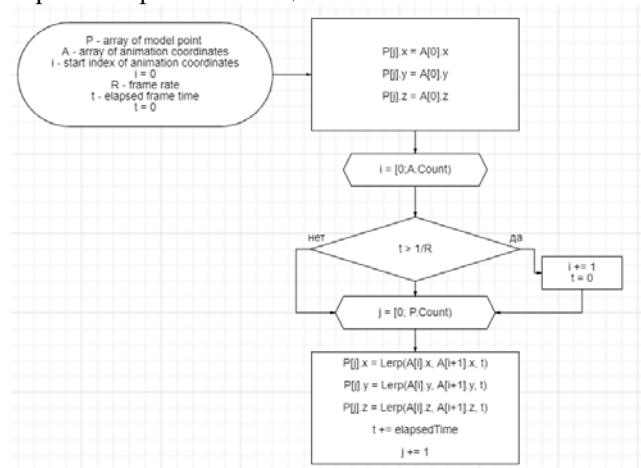 P - array of model point
A - array of animation coordinates
i - start index of animation coordinates
i = 0
R - frame rate
t - elapsed frame time
t = 0
P[j].x = A[0].x
P[j].y = A[0].y
P[j].z = A[0].z
i = [0;A.Count)
нет
t > 1/R
да
i += 1
t = 0
j = [0; P.Count)
P[j].x = Lerp(A[i].x, A[i+1].x, t)
P[j].y = Lerp(A[i].y, A[i+1].y, t)
P[j].z = Lerp(A[i].z, A[i+1].z, t)
t += elapsedTime
j += 1